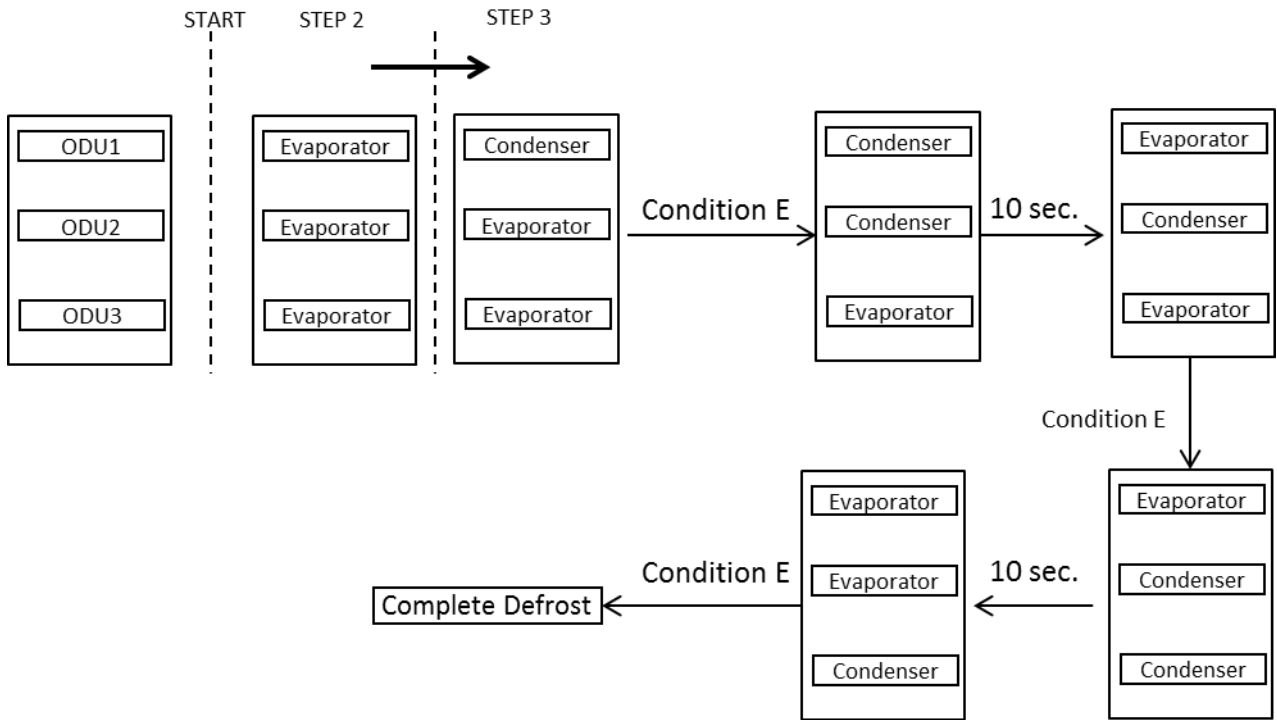 START
STEP 2
STEP 3
ODU1
ODU2
ODU3
Evaporator
Evaporator
Evaporator
Condenser
Evaporator
Evaporator
Condition E
Condenser
Condenser
Evaporator
10 sec.
Evaporator
Condenser
Evaporator
Condition E
Evaporator
Condenser
Condenser
10 sec.
Evaporator
Evaporator
Condenser
Condition E
Complete Defrost